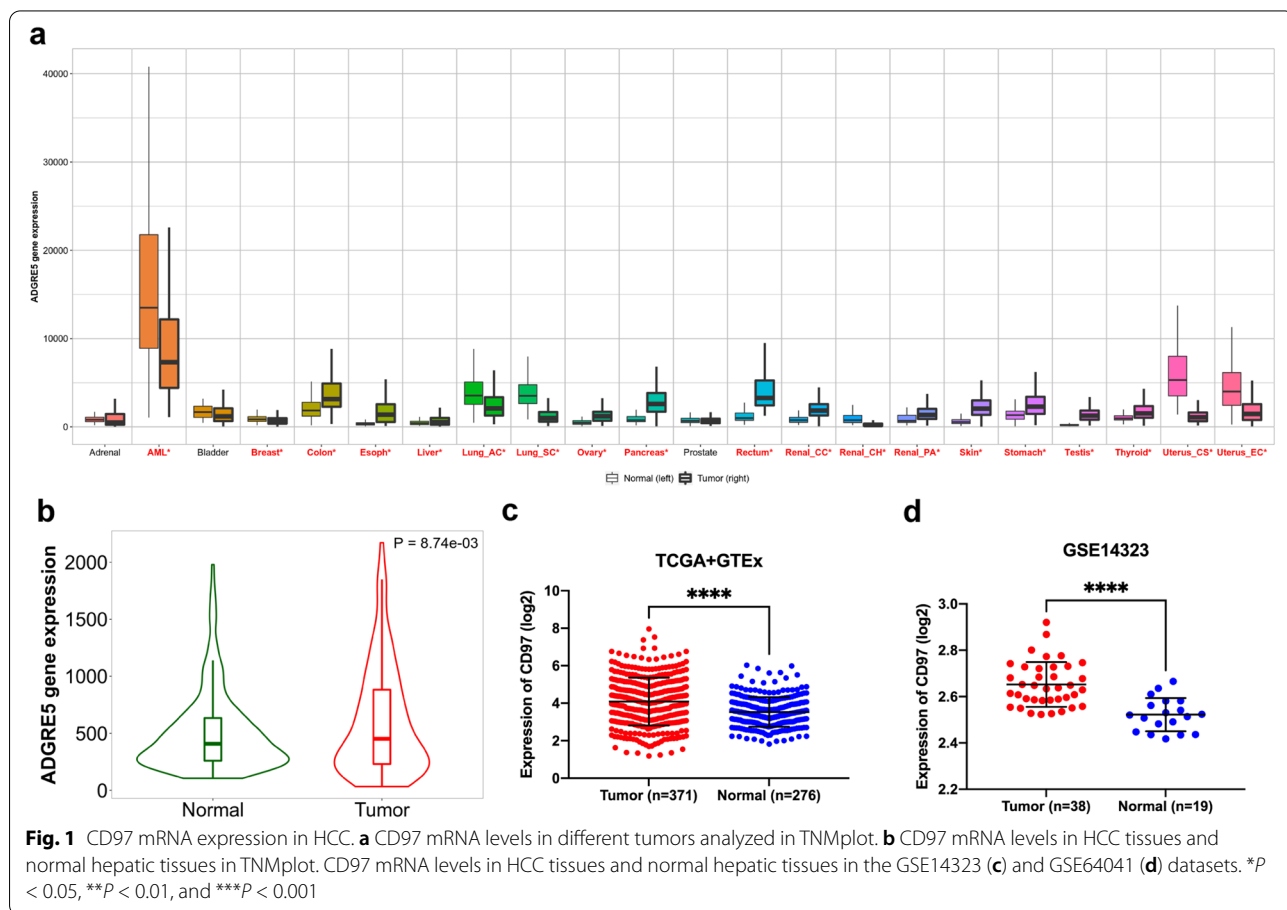 a
ADGRE5 gene expression
40000
30000
20000
10000
0
Adrenal AML* Bladder Breast* Colon* Esoph* Liver* Lung_AC* Lung_SC* Ovary* Pancreas* Prostate Rectum* Renal_CC* Renal_CH* Renal_PA* Skin* Stomach* Testis* Thyroid* Uterus_CS* Uterus_EC*
Normal (left) Tumor (right)
b
P = 8.74e-03
ADGRE5 gene expression
2000
1500
1000
500
0
Normal Tumor
c
TCGA+GTEx
****
Expression of CD97 (log2)
10
8
6
4
2
0
Tumor (n=371) Normal (n=276)
d
GSE14323
****
Expression of CD97 (log2)
3.0
2.8
2.6
2.4
2.2
Tumor (n=38) Normal (n=19)
Fig. 1 CD97 mRNA expression in HCC. a CD97 mRNA levels in different tumors analyzed in TNMplot. b CD97 mRNA levels in HCC tissues and
normal hepatic tissues in TNMplot. CD97 mRNA levels in HCC tissues and normal hepatic tissues in the GSE14323 (c) and GSE64041 (d) datasets. *P
< 0.05, **P < 0.01, and ***P < 0.001